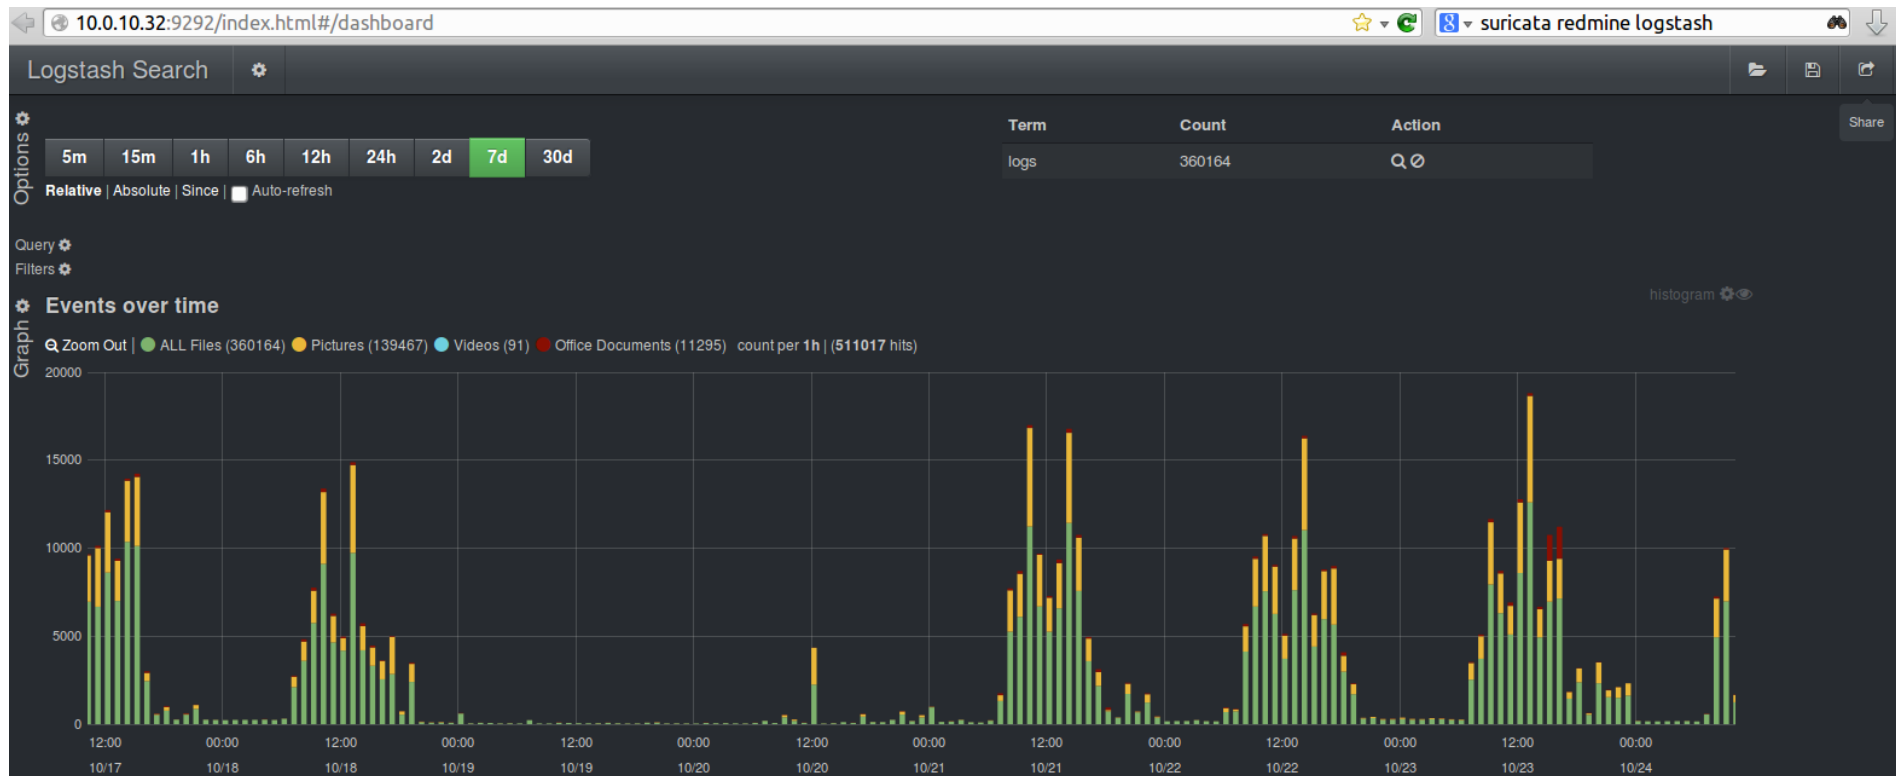 10.0.10.32:9292/index.html#/dashboard
suricata redmine logstash
Logstash Search
Share
Options
5m 15m 1h 6h 12h 24h 2d 7d 30d
Relative | Absolute | Since | Auto-refresh
Term Count Action
logs 360164
Query
Filters
Graph
Events over time
histogram
Zoom Out | ALL Files (360164) Pictures (139467) Videos (91) Office Documents (11295) count per 1h | (511017 hits)
20000
15000
10000
5000
0
12:00 00:00 12:00 00:00 12:00 00:00 12:00 00:00 12:00 00:00 12:00 00:00 12:00 00:00
10/17 10/18 10/18 10/19 10/19 10/20 10/20 10/21 10/21 10/22 10/22 10/23 10/23 10/24